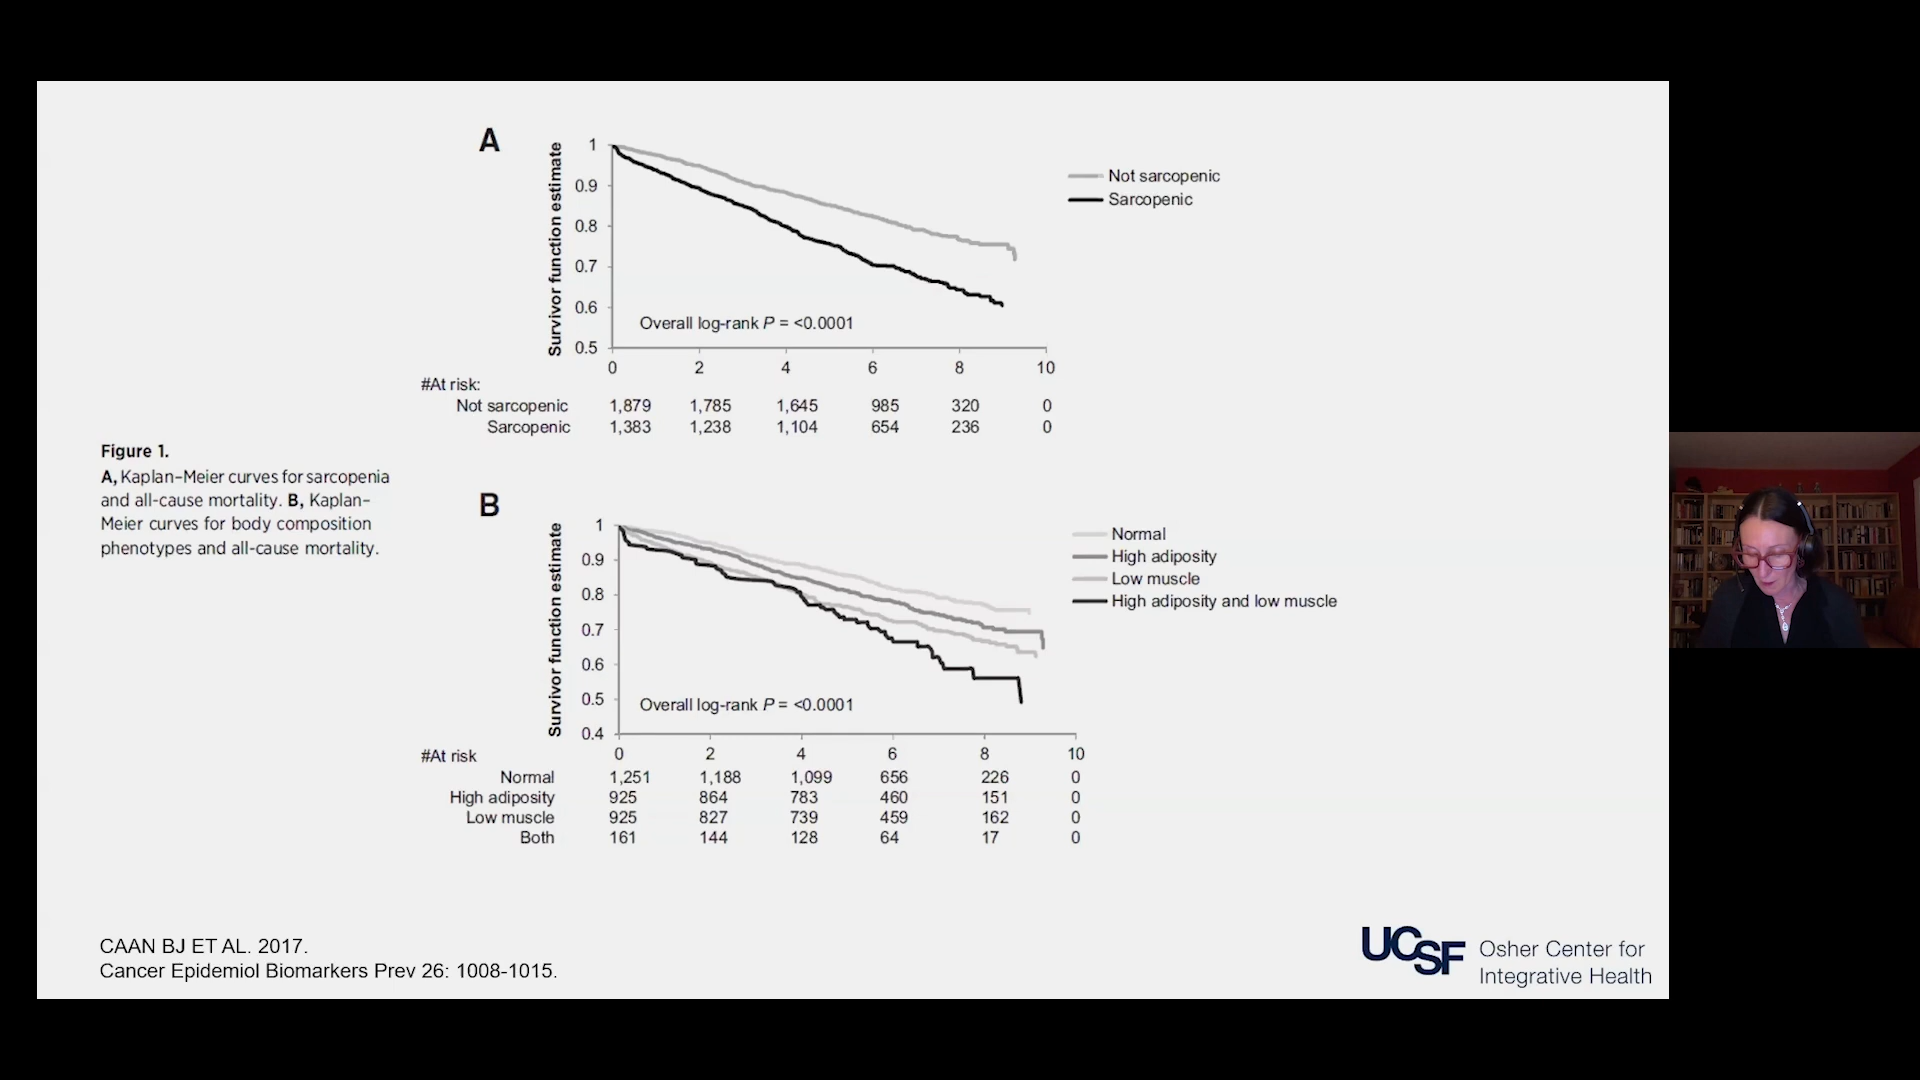 A
Survivor function estimate
1
0.9
0.8
0.7
0.6
0.5
Not sarcopenic
Sarcopenic
Overall log-rank P = <0.0001
0 2 4 6 8 10
#At risk:
Not sarcopenic 1,879 1,785 1,645 985 320 0
Sarcopenic 1,383 1,238 1,104 654 236 0
Figure 1.
A, Kaplan–Meier curves for sarcopenia
and all-cause mortality. B, Kaplan–
Meier curves for body composition
phenotypes and all-cause mortality.
B
Survivor function estimate
1
0.9
0.8
0.7
0.6
0.5
0.4
Normal
High adiposity
Low muscle
High adiposity and low muscle
Overall log-rank P = <0.0001
0 2 4 6 8 10
#At risk
Normal 1,251 1,188 1,099 656 226 0
High adiposity 925 864 783 460 151 0
Low muscle 925 827 739 459 162 0
Both 161 144 128 64 17 0
CAAN BJ ET AL. 2017.
Cancer Epidemiol Biomarkers Prev 26: 1008-1015.
UCSF
Osher Center for
Integrative Health